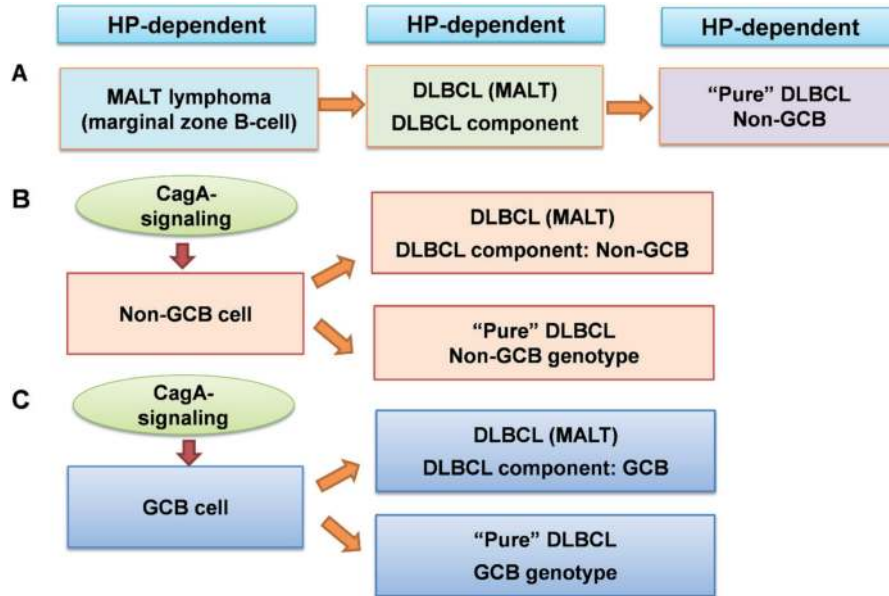 HP-dependent
HP-dependent
HP-dependent
A
MALT lymphoma
(marginal zone B-cell)
DLBCL (MALT)
DLBCL component
“Pure” DLBCL
Non-GCB
B
CagA-
signaling
Non-GCB cell
DLBCL (MALT)
DLBCL component: Non-GCB
“Pure” DLBCL
Non-GCB genotype
C
CagA-
signaling
GCB cell
DLBCL (MALT)
DLBCL component: GCB
“Pure” DLBCL
GCB genotype